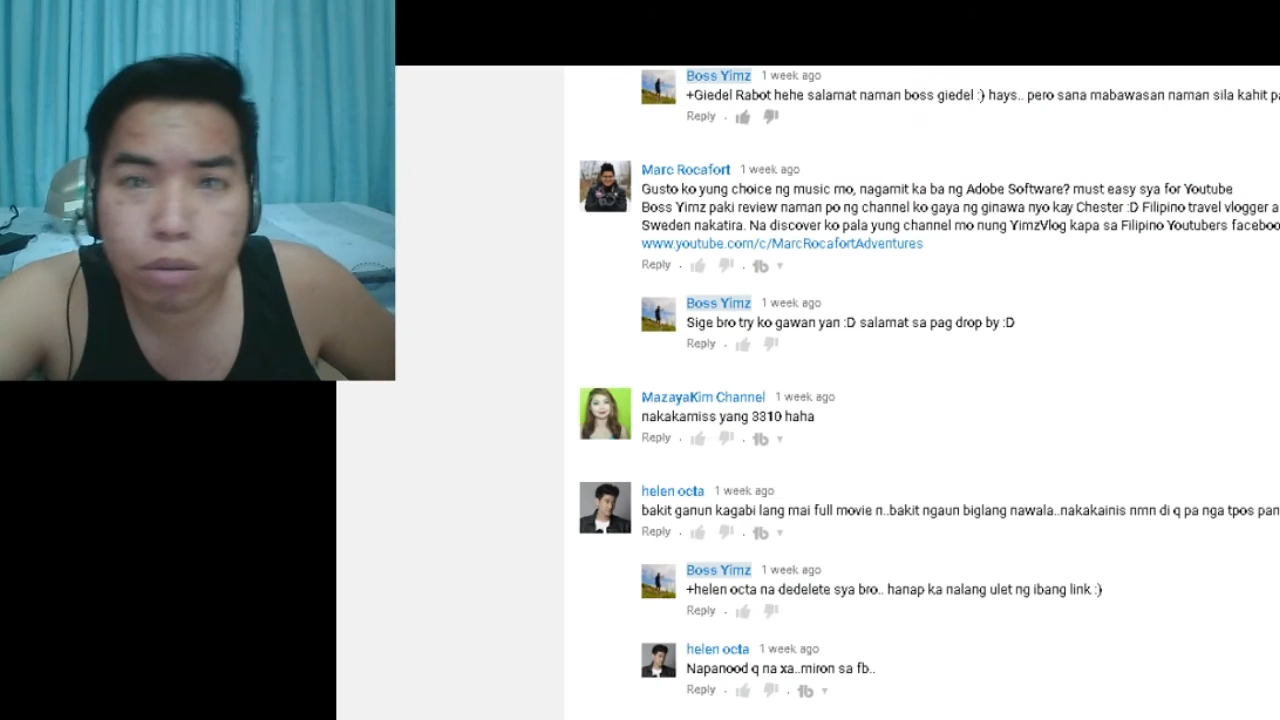 Boss Yimz 1 week ago
+Giedel Rabot hehe salamat naman boss giedel :) hays.. pero sana mabawasan naman sila kahit
Reply
Marc Rocafort 1 week ago
Gusto ko yung choice ng music mo, nagamit ka ba ng Adobe Software? must easy sya for Youtube
Boss Yimz paki review naman po ng channel ko gaya ng ginawa nyo kay Chester :D Filipino travel vlogger
Sweden nakatira. Na discover ko pala yung channel mo nung YimzVlog kapa sa Filipino Youtubers
www.youtube.com/c/MarcRocafortAdventures
Reply
Boss Yimz 1 week ago
Sige bro try ko gawan yan :D salamat sa pag drop by :D
Reply
MazayaKim Channel 1 week ago
nakakamiss yang 3310 haha
Reply
helen octa 1 week ago
bakit ganun kagabi lang mai full movie n..bakit ngaun biglang nawala..nakakainis nmn di q pa nga tpos
Reply
Boss Yimz 1 week ago
+helen octa na dedelete sya bro.. hanap ka nalang ulet ng ibang link :)
Reply
helen octa 1 week ago
Napanood q na xa..miron sa fb..
Reply